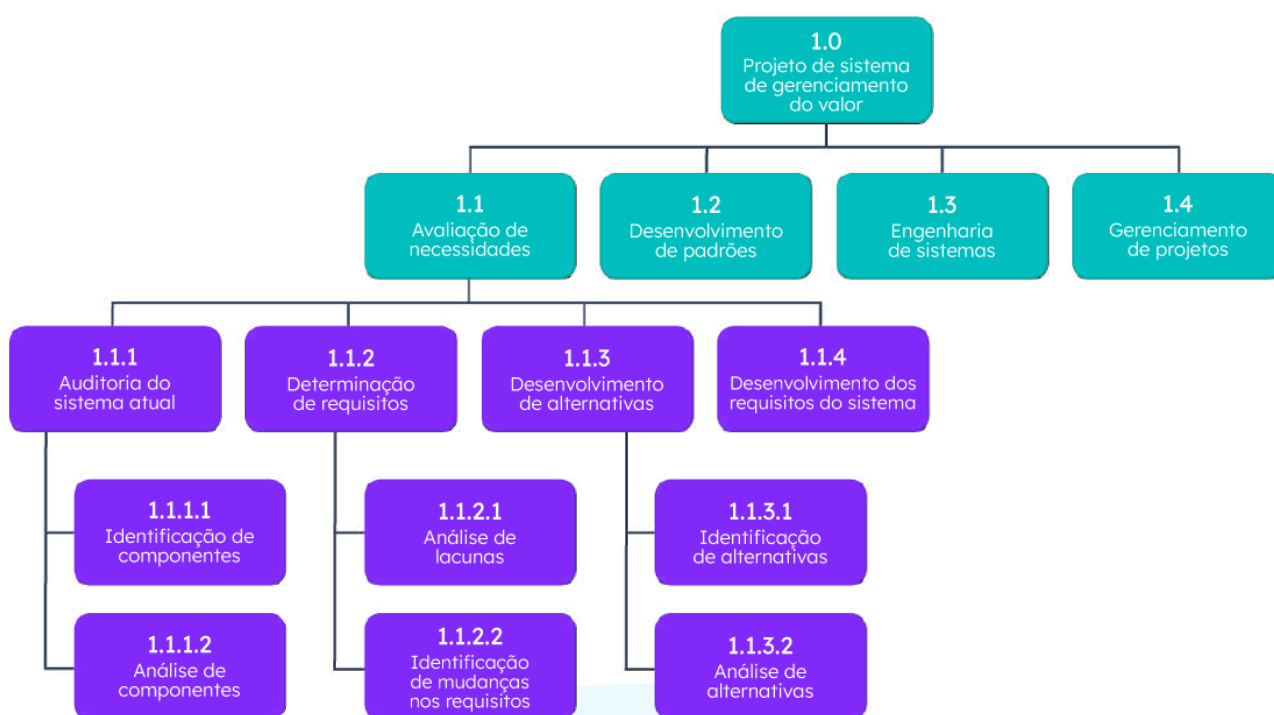 1.0
Projeto de sistema
de gerenciamento
do valor
1.1
Avaliação de
necessidades
1.2
Desenvolvimento
de padrões
1.3
Engenharia
de sistemas
1.4
Gerenciamento
de projetos
1.1.1
Auditoria do
sistema atual
1.1.2
Determinação
de requisitos
1.1.3
Desenvolvimento
de alternativas
1.1.4
Desenvolvimento dos
requisitos do sistema
1.1.1.1
Identificação de
componentes
1.1.2.1
Análise de
lacunas
1.1.3.1
Identificação
de alternativas
1.1.1.2
Análise de
componentes
1.1.2.2
Identificação
de mudanças
nos requisitos
1.1.3.2
Análise de
alternativas